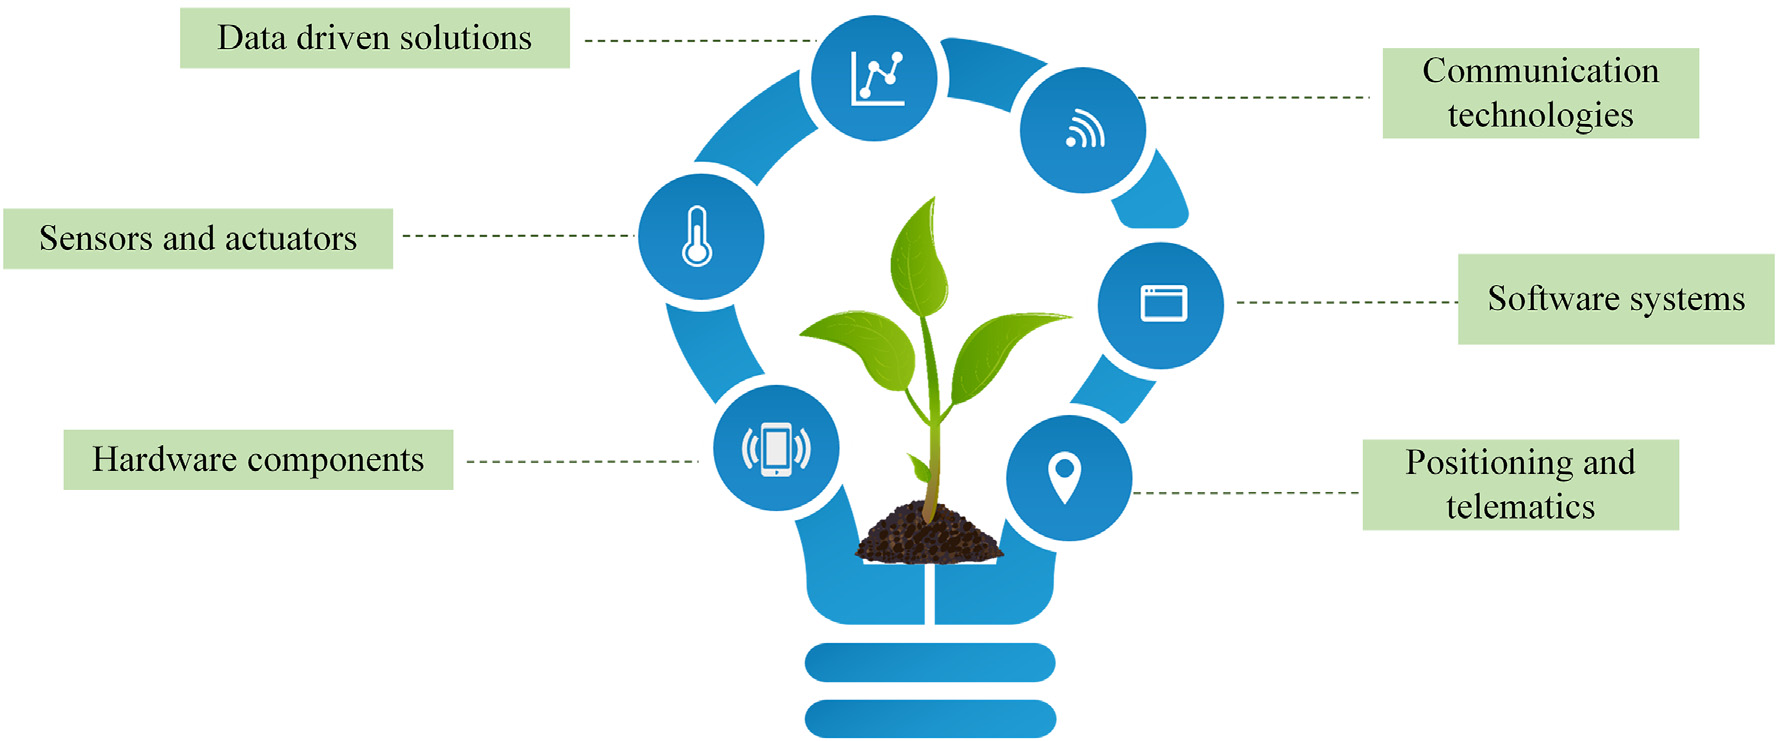 Data driven solutions
Communication
technologies
Sensors and actuators
Software systems
Hardware components
Positioning and
telematics